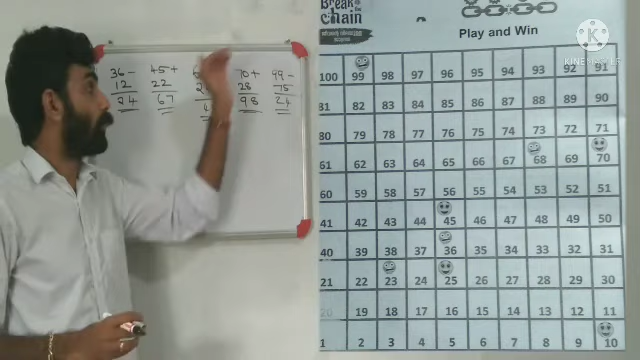 Break
the
chain
Play and Win
KINEMASTER
36 - 45 + 70 + 99 -
12 22 28 75
24 67 98 24
100 99 98 97 96 95 94 93 92 91
81 82 83 84 85 86 87 88 89 90
80 79 78 77 76 75 74 73 72 71
61 62 63 64 65 66 67 68 69 70
60 59 58 57 56 55 54 53 52 51
41 42 43 44 45 46 47 48 49 50
40 39 38 37 36 35 34 33 32 31
21 22 23 24 25 26 27 28 29 30
20 19 18 17 16 15 14 13 12 11
1 2 3 4 5 6 7 8 9 10